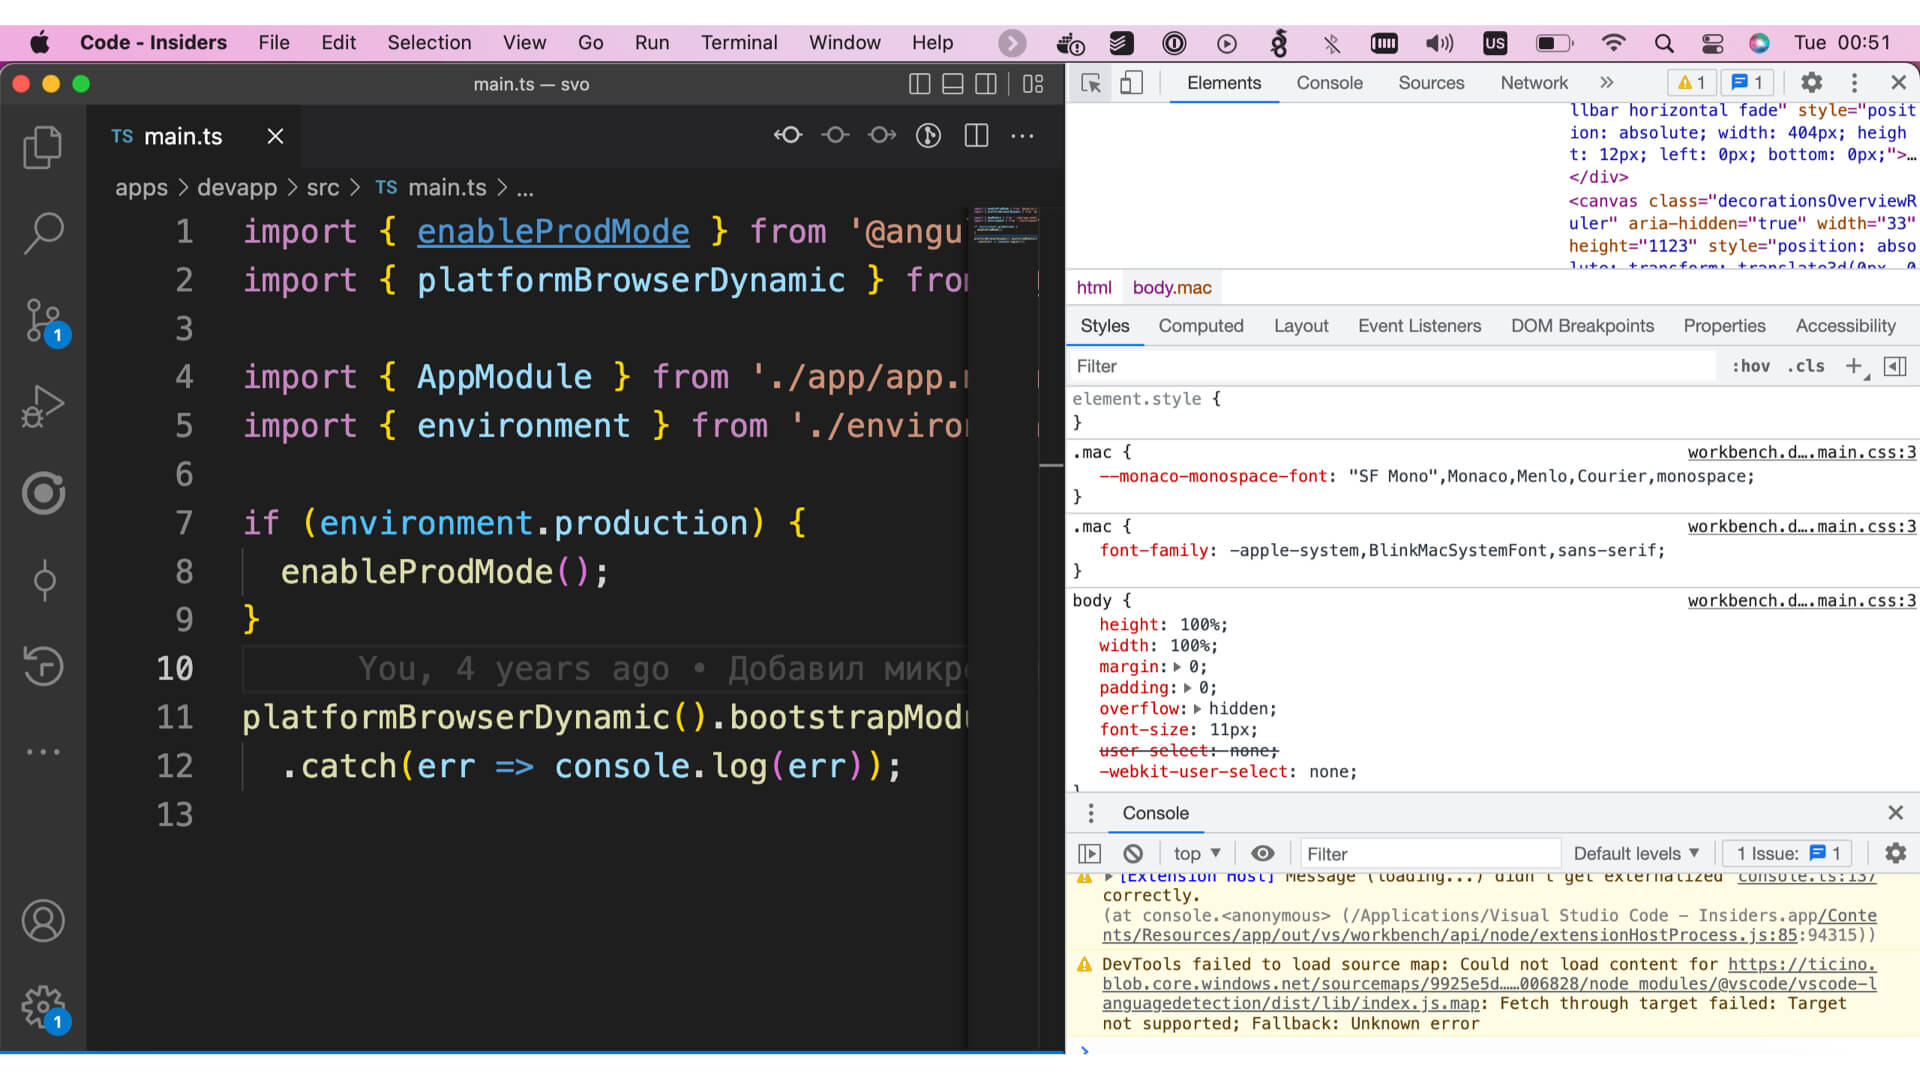 Code - Insiders File Edit Selection View Go Run Terminal Window Help US Tue 00:51
main.ts — svo
TS main.ts
apps > devapp > src > TS main.ts > ...
1 import { enableProdMode } from '@angu
2 import { platformBrowserDynamic } from
3
4 import { AppModule } from './app/app.
5 import { environment } from './enviro
6
7 if (environment.production) {
8 enableProdMode();
9 }
10 You, 4 years ago • Добавил микр
11 platformBrowserDynamic().bootstrapModu
12 .catch(err => console.log(err));
13
1
1
Elements Console Sources Network » 1 1
llbar horizontal fade" style="posit
ion: absolute; width: 404px; heigh
t: 12px; left: 0px; bottom: 0px;">…
</div>
<canvas class="decorationsOverviewR
uler" aria-hidden="true" width="33"
height="1123" style="position: abso
lute; transform: translate3d(0px, 0
html body.mac
Styles Computed Layout Event Listeners DOM Breakpoints Properties Accessibility
Filter :hov .cls +
element.style {
}
.mac { workbench.d….main.css:3
--monaco-monospace-font: "SF Mono",Monaco,Menlo,Courier,monospace;
}
.mac { workbench.d….main.css:3
font-family: -apple-system,BlinkMacSystemFont,sans-serif;
}
body { workbench.d….main.css:3
height: 100%;
width: 100%;
margin: 0;
padding: 0;
overflow: hidden;
font-size: 11px;
user-select: none;
-webkit-user-select: none;
}
Console
top Filter Default levels 1 Issue: 1
[Extension Host] Message (loading...) didn't get externalized console.ts:137
correctly.
(at console.<anonymous> (/Applications/Visual Studio Code – Insiders.app/Conte
nts/Resources/app/out/vs/workbench/api/node/extensionHostProcess.js:85:94315))
DevTools failed to load source map: Could not load content for https://ticino.
blob.core.windows.net/sourcemaps/9925e5d……006828/node_modules/@vscode/vscode-l
anguagedetection/dist/lib/index.js.map: Fetch through target failed: Target
not supported; Fallback: Unknown error
>